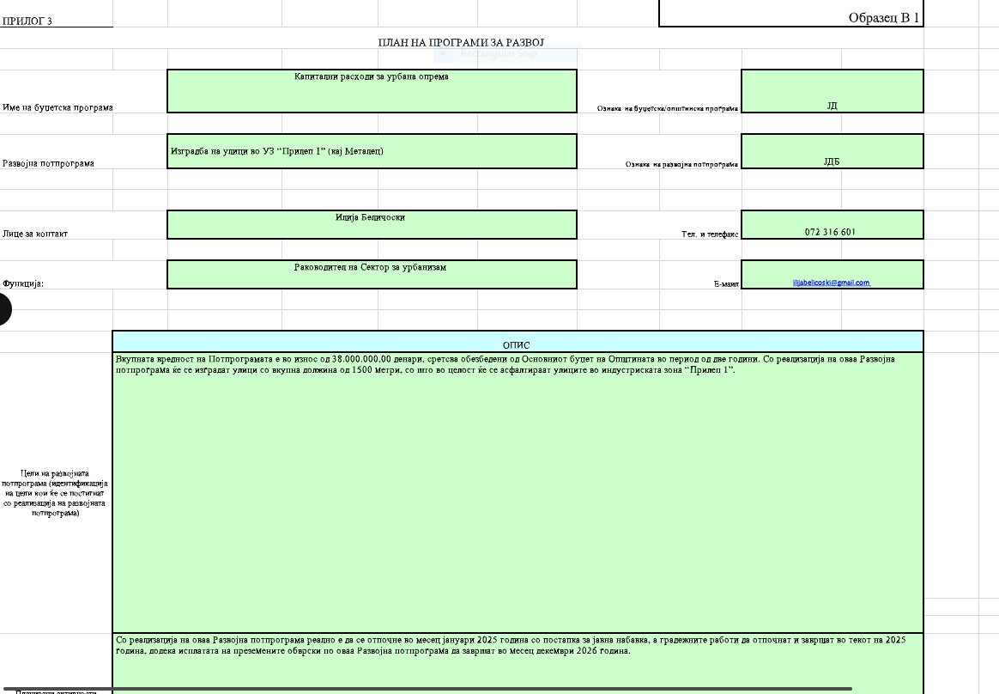 ПРИЛОГ 3
Образец В 1
ПЛАН НА ПРОГРАМИ ЗА РАЗВОЈ
Rectangular Snip
Капитални расходи за урбана опрема
Име на буџетска програма
Ознака на буџетска/општинска програма
ЈД
Изградба на улици во УЗ “Прилеп 1” (кај Металец)
Развојна потпрограма
Ознака на развојна потпрограма
ЈДБ
Илија Беличоски
Лице за контакт
Тел. и телефакс
072 316 601
Раководител на Сектор за урбанизам
Функција:
Е-маил
ilijabelicoski@gmail.com
ОПИС
Вкупната вредност на Потпрограмата е во износ од 38.000.000,00 денари, сретсва обезбедени од Основниот буџет на Општината во период од две години. Со реализација на оваа Развојна
потпрограма ќе се изградат улици со вкупна должина од 1500 метри, со што во целост ќе се асфалтираат улиците во индустриската зона “Прилеп 1”.
Цели на развојната
потпрограма (идентификација
на цели кои ќе се постигнат
со реализација на развојната
потпрограма)
Со реализација на оваа Развојна потпрограма реално е да се отпочне во месец јануари 2025 година со постапка за јавна набавка, а градежните работи да отпочнат и завршат во текот на 2025
година, додека исплатата на преземените обврски по оваа Развојна потпрограма да завршат во месец декември 2026 година.